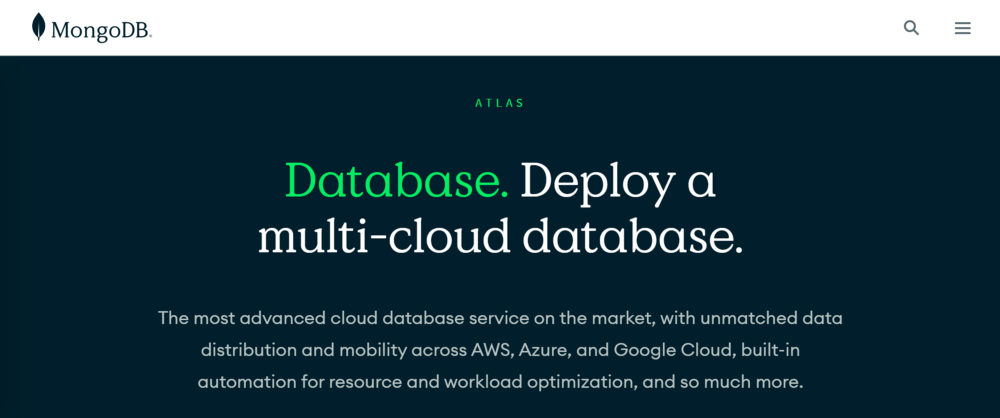 MongoDB.
ATLAS
Database. Deploy a
multi-cloud database.
The most advanced cloud database service on the market, with unmatched data
distribution and mobility across AWS, Azure, and Google Cloud, built-in
automation for resource and workload optimization, and so much more.